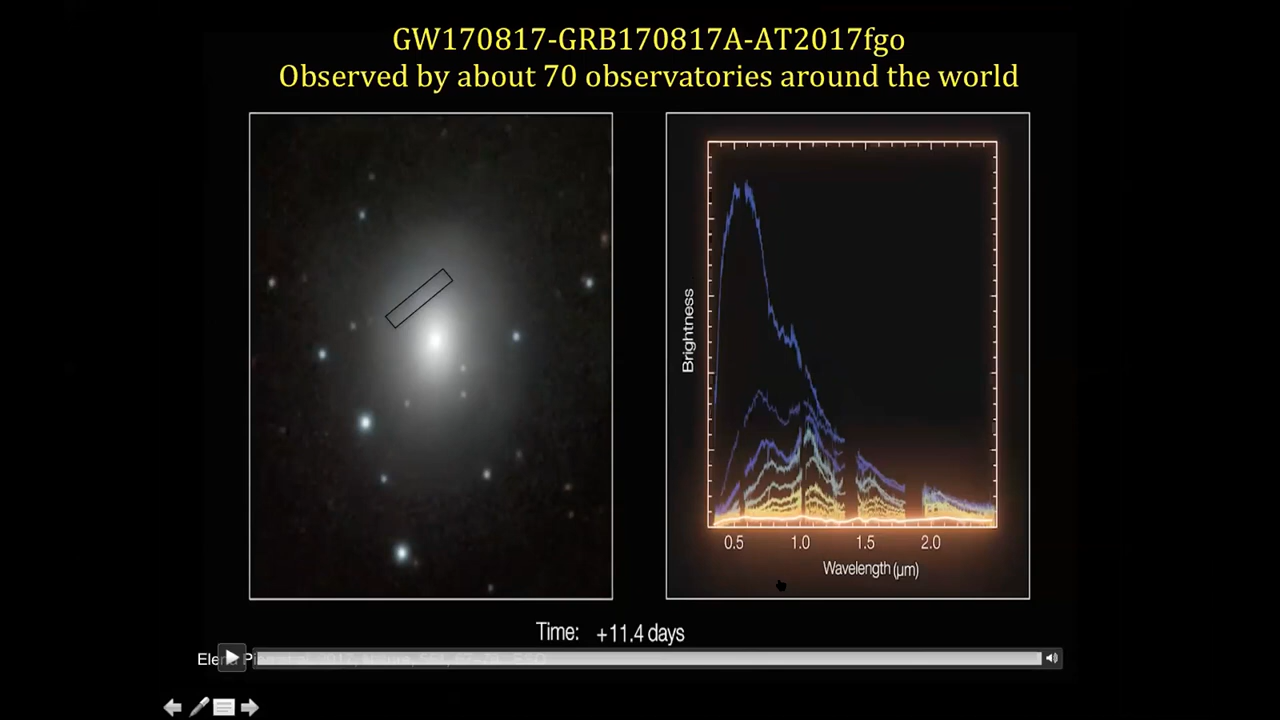 GW170817-GRB170817A-AT2017fgo
Observed by about 70 observatories around the world
Brightness
0.5 1.0 1.5 2.0
Wavelength (μm)
Time: +11.4 days